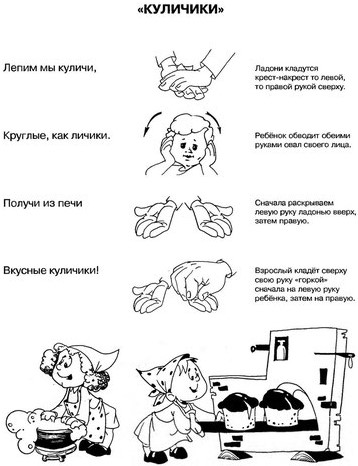 «КУЛИЧИКИ»
Лепим мы куличи,
Ладони кладутся
крест-накрест то левой,
то правой рукой сверху.
Круглые, как личики.
Ребёнок обводит обеими
руками овал своего лица.
Получи из печи
Сначала раскрываем
левую руку ладонью вверх,
затем правую.
Вкусные куличики!
Взрослый кладёт сверху
свою руку «горкой»
сначала на левую руку
ребёнка, затем на правую.